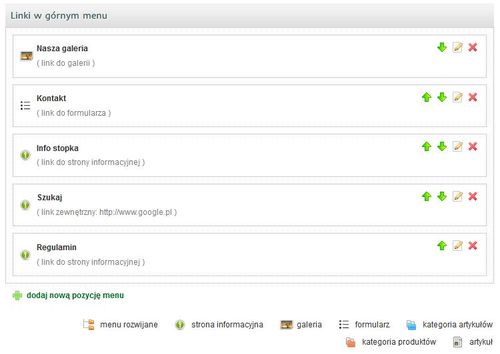 Linki w górnym menu
Nasza galeria
( link do galerii )
Kontakt
( link do formularza )
Info stopka
( link do strony informacyjnej )
Szukaj
( link zewnętrzny: http://www.google.pl )
Regulamin
( link do strony informacyjnej )
dodaj nową pozycję menu
menu rozwijane strona informacyjna galeria formularz kategoria artykułów
kategoria produktów artykuł